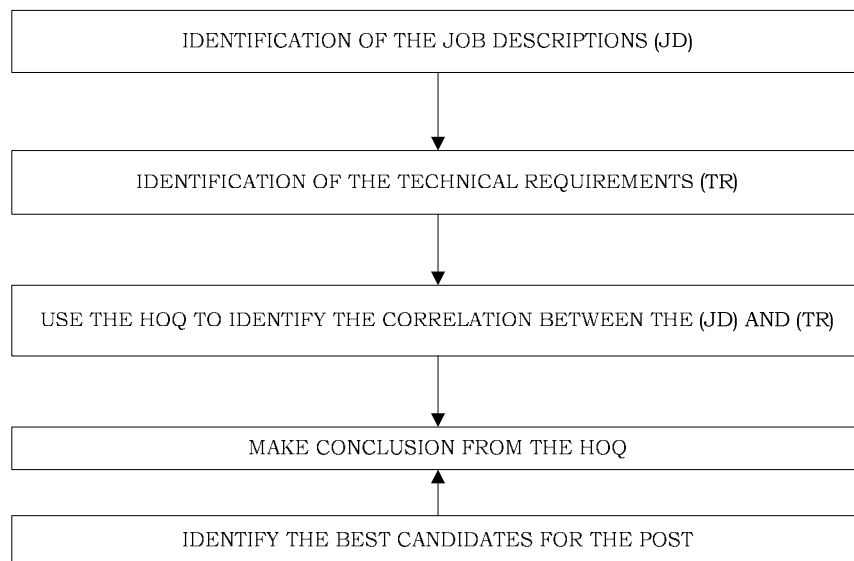 IDENTIFICATION OF THE JOB DESCRIPTIONS (JD)
IDENTIFICATION OF THE TECHNICAL REQUIREMENTS (TR)
USE THE HOQ TO IDENTIFY THE CORRELATION BETWEEN THE (JD) AND (TR)
MAKE CONCLUSION FROM THE HOQ
IDENTIFY THE BEST CANDIDATES FOR THE POST